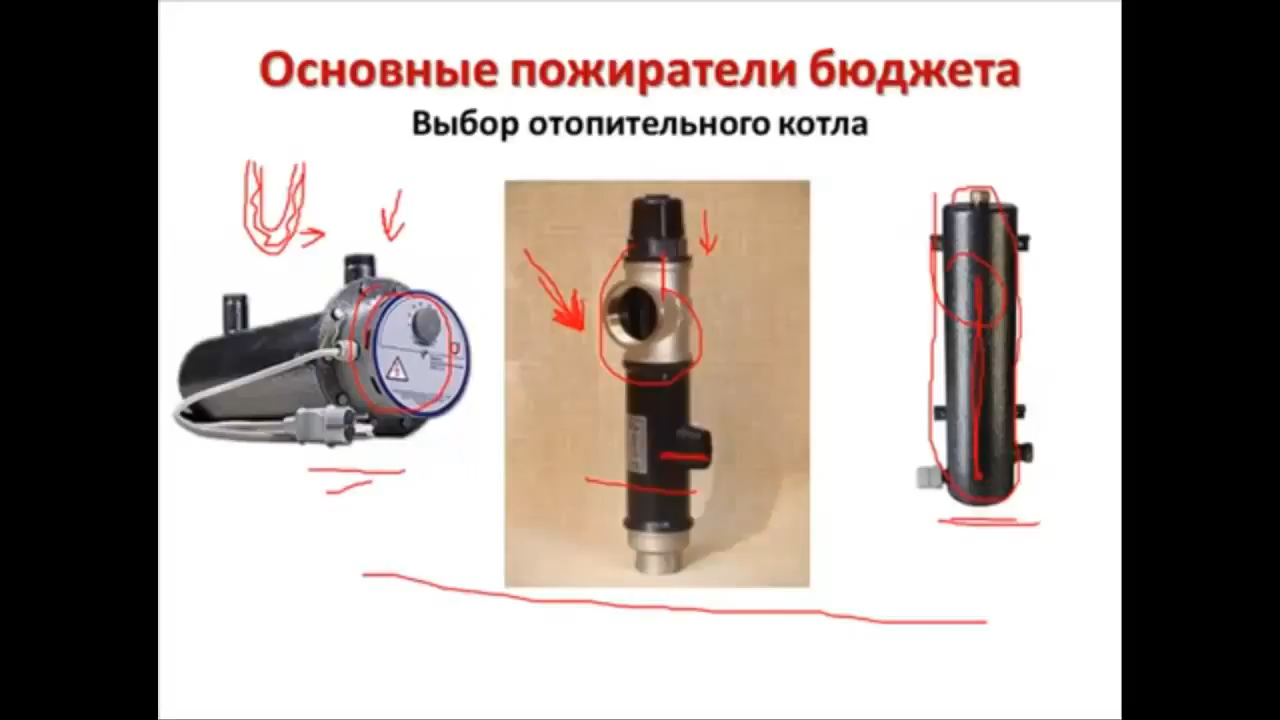 Основные пожиратели бюджета
Выбор отопительного котла